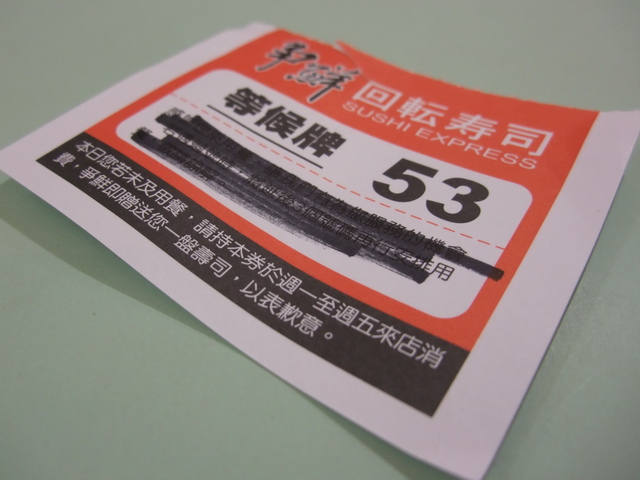 爭鮮 回転寿司
SUSHI EXPRESS
等候牌 53
本日您若未及用餐，請持本券於週一至週五來店消
費，爭鮮即贈送您一盤壽司，以表歉意。